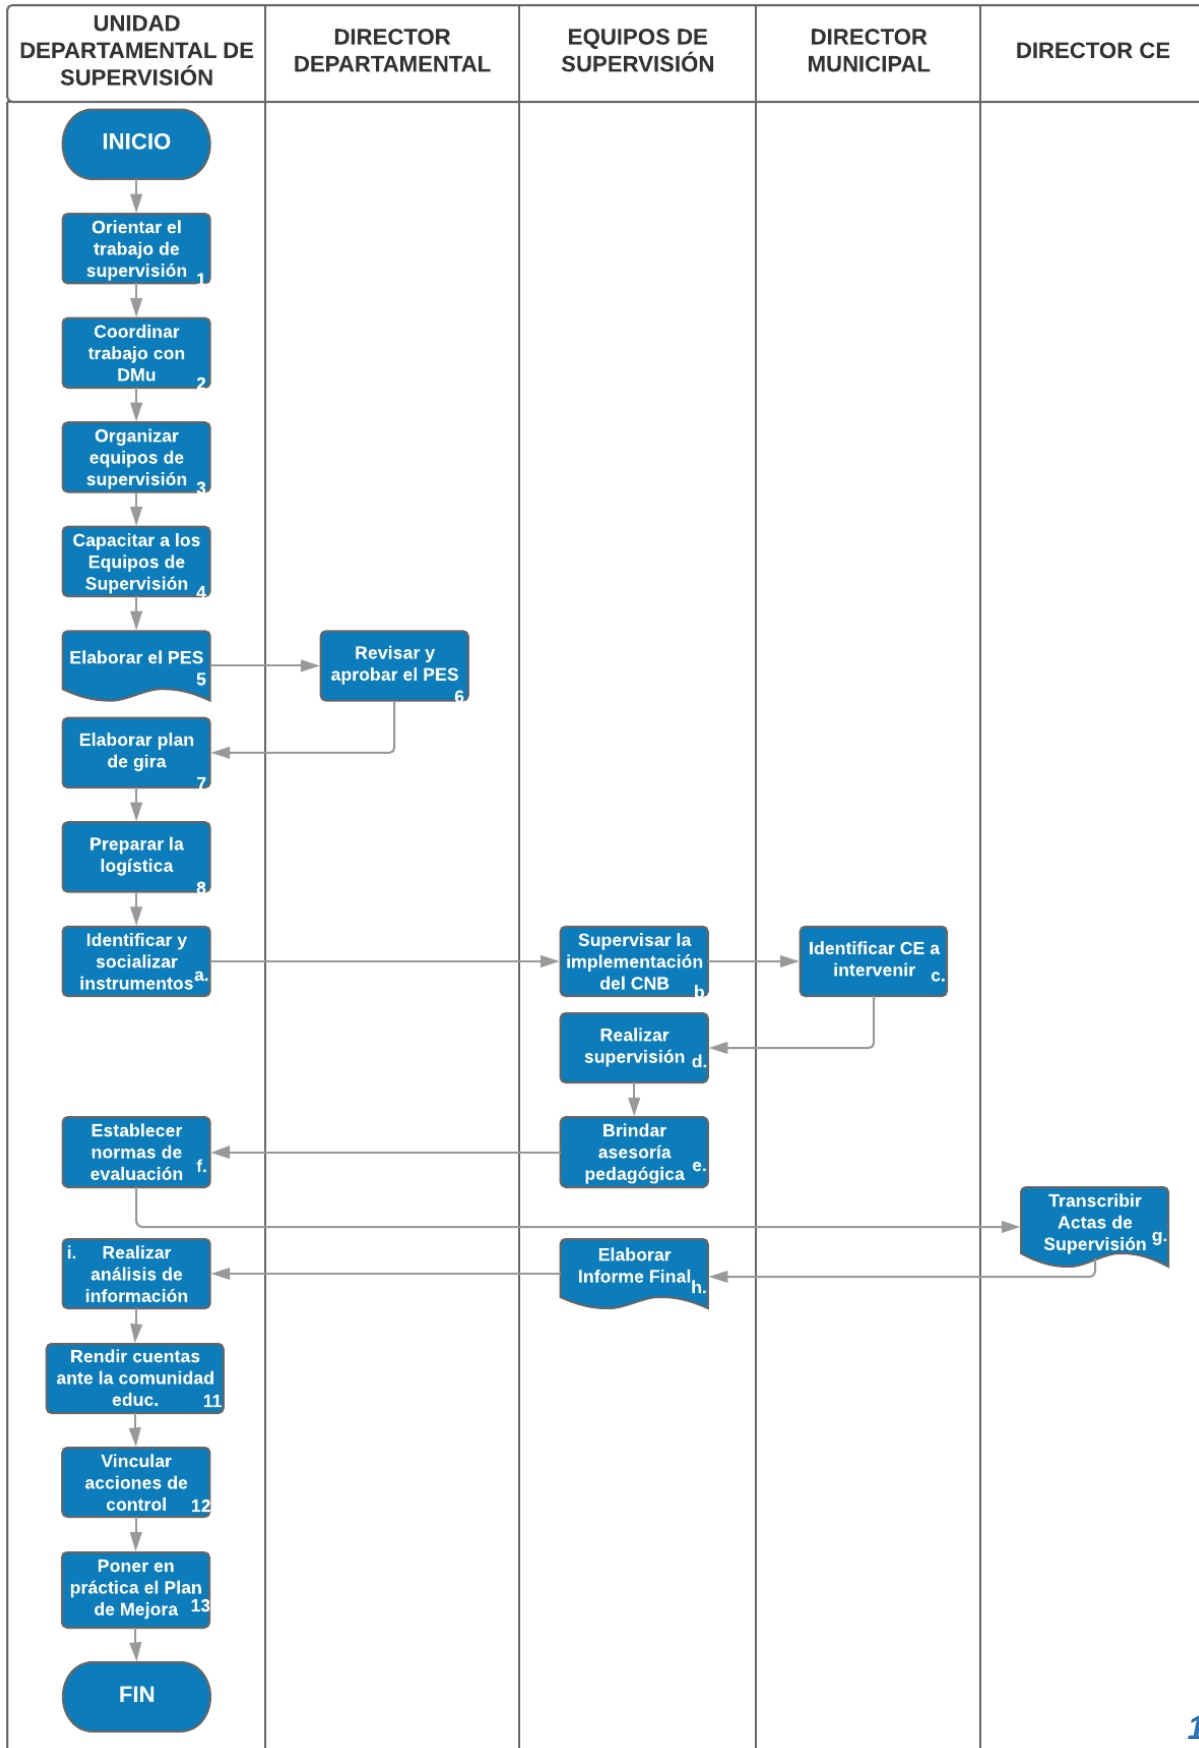 UNIDAD
DEPARTAMENTAL DE
SUPERVISIÓN
DIRECTOR
DEPARTAMENTAL
EQUIPOS DE
SUPERVISIÓN
DIRECTOR
MUNICIPAL
DIRECTOR CE
INICIO
Orientar el
trabajo de
supervisión 1
Coordinar
trabajo con
DMu 2
Organizar
equipos de
supervisión 3
Capacitar a los
Equipos de
Supervisión 4
Elaborar el PES
5
Revisar y
aprobar el PES
6
Elaborar plan
de gira
7
Preparar la
logística
8
Identificar y
socializar
instrumentos a.
Supervisar la
implementación
del CNB b
Identificar CE a
intervenir c.
Realizar
supervisión d.
Brindar
asesoría
pedagógica e.
Establecer
normas de
evaluación f.
Transcribir
Actas de
Supervisión g.
Elaborar
Informe Final h.
i. Realizar
análisis de
información
Rendir cuentas
ante la comunidad
educ. 11
Vincular
acciones de
control 12
Poner en
práctica el Plan
de Mejora 13
FIN
1